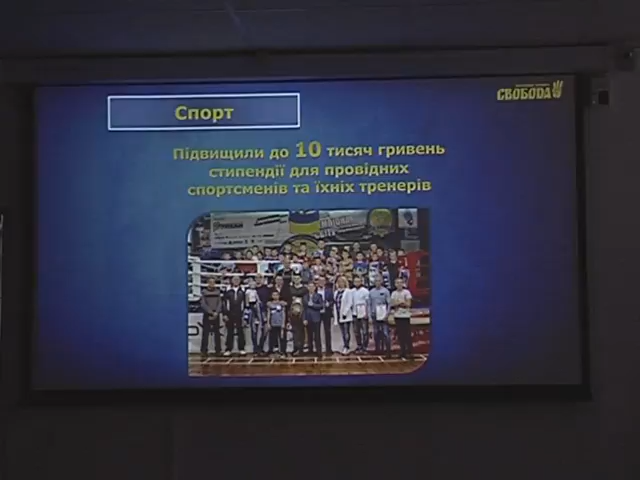 Спорт
СВОБОДА
Підвищили до 10 тисяч гривень
стипендії для провідних
спортсменів та їхніх тренерів